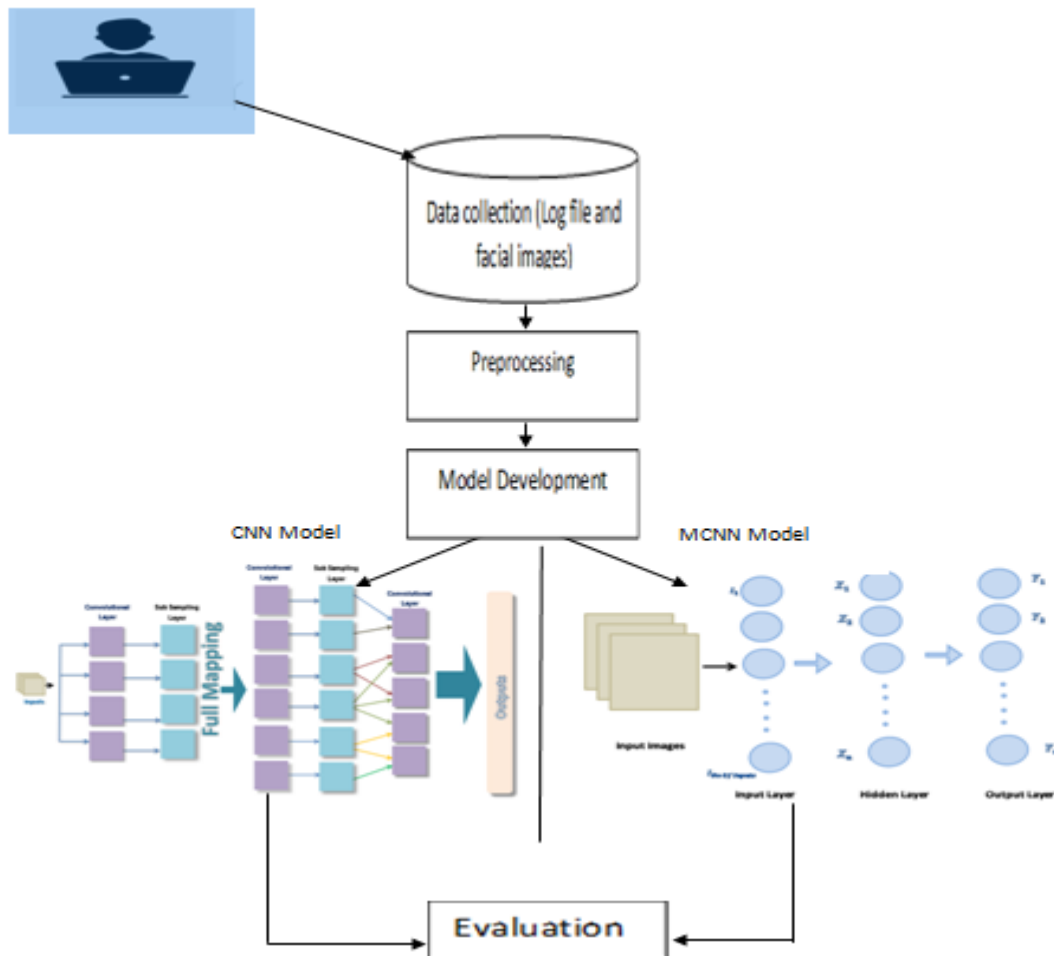 Data collection (Log file and
facial images)
Preprocessing
Model Development
CNN Model
MCNN Model
Convolutional
Layer
Sub Sampling
Layer
Convolutional
Layer
Sub Sampling
Layer
Convolutional
Layer
Inputs
Full Mapping
Outputs
Input images
Input Layer
Hidden Layer
Output Layer
Evaluation